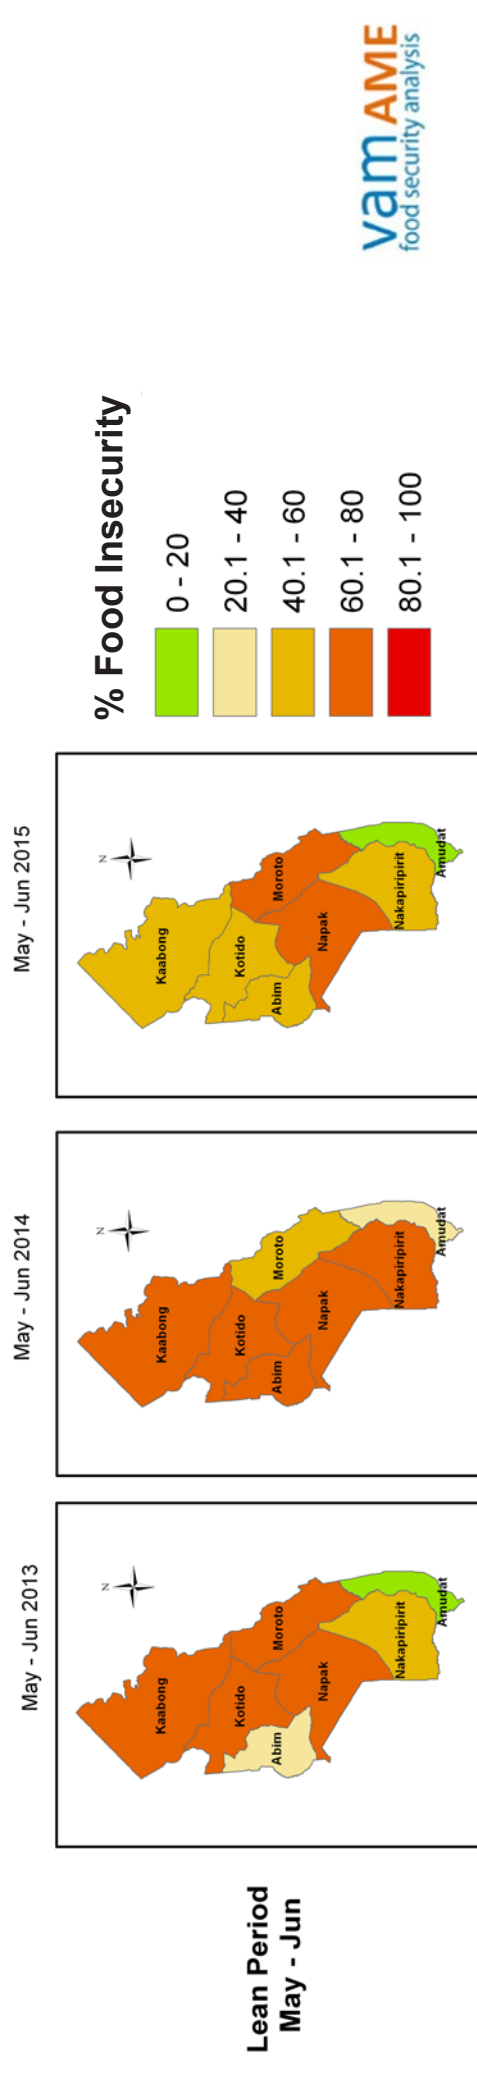 Lean Period
May - Jun
May - Jun 2013
N
Kaabong
Kotido
Abim
Moroto
Napak
Nakapiripirit
Amudat
May - Jun 2014
N
Kaabong
Kotido
Abim
Moroto
Napak
Nakapiripirit
Amudat
May - Jun 2015
N
Kaabong
Kotido
Abim
Moroto
Napak
Nakapiripirit
Amudat
% Food Insecurity
0 - 20
20.1 - 40
40.1 - 60
60.1 - 80
80.1 - 100
vam AME
food security analysis